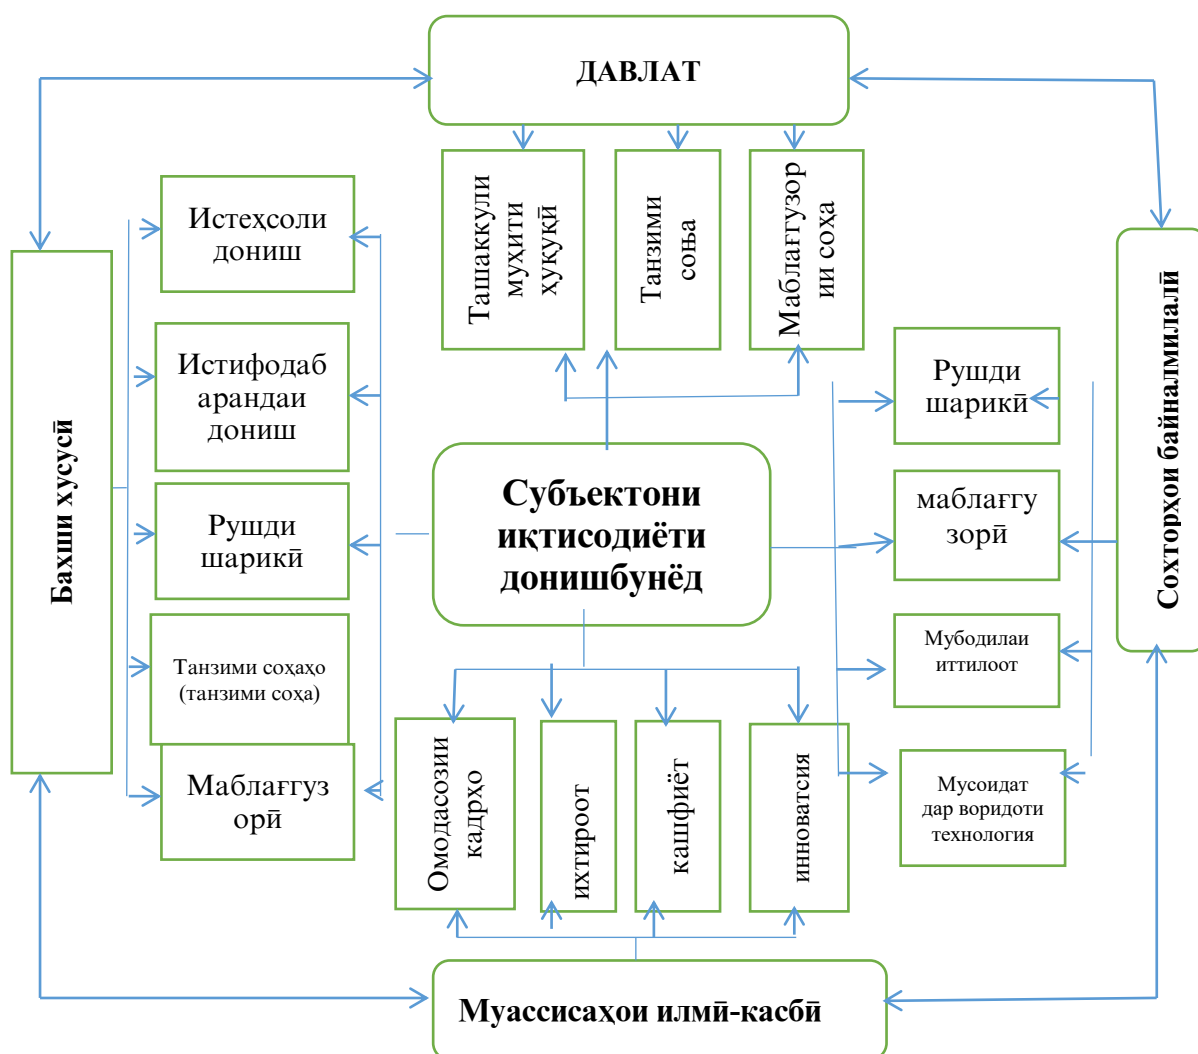 ДАВЛАТ
Ташаккули
муҳити
ҳуқуқӣ
Танзими
соња
Маблағгузор
ии соҳа
Бахши хусусӣ
Истеҳсоли
дониш
Истифодаб
арандаи
дониш
Рушди
шарикӣ
Танзими соҳаҳо
(танзими соҳа)
Маблағгуз
орӣ
Субъектони
иқтисодиёти
донишбунёд
Рушди
шарикӣ
маблағгу
зорӣ
Мубодилаи
иттилоот
Мусоидат
дар воридоти
технология
Сохторҳои байналмилалӣ
Омодасозии
кадрҳо
ихтироот
кашфиёт
инноватсия
Муассисаҳои илмӣ-касбӣ